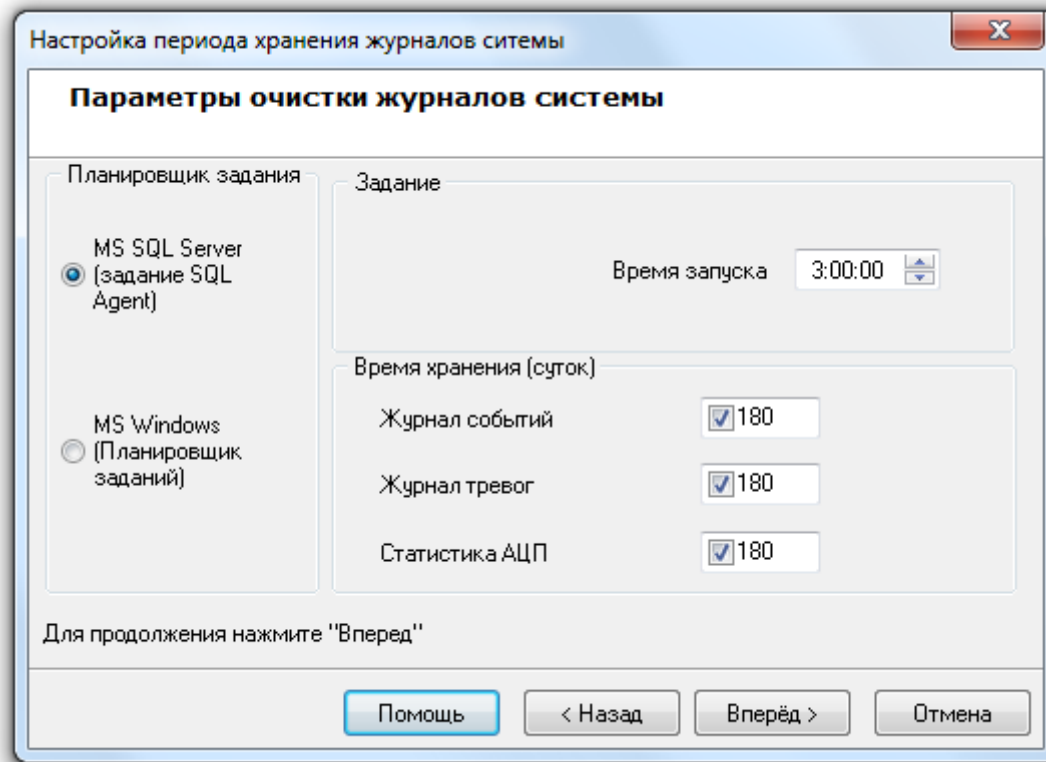 Настройка периода хранения журналов ситемы
Параметры очистки журналов системы
Планировщик задания
MS SQL Server
(задание SQL
Agent)
MS Windows
(Планировщик
заданий)
Задание
Время запуска 3:00:00
Время хранения (суток)
Журнал событий 180
Журнал тревог 180
Статистика АЦП 180
Для продолжения нажмите "Вперед"
Помощь < Назад Вперёд > Отмена